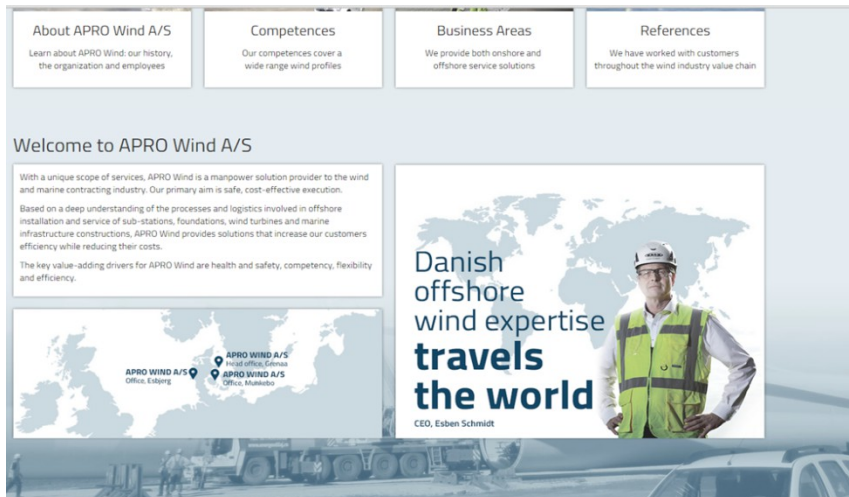 About APRO Wind A/S
Learn about APRO Wind: our history,
the organization and employees
Competences
Our competences cover a
wide range wind profiles
Business Areas
We provide both onshore and
offshore service solutions
References
We have worked with customers
throughout the wind industry value chain
Welcome to APRO Wind A/S
With a unique scope of services, APRO Wind is a manpower solution provider to the wind
and marine contracting industry. Our primary aim is safe, cost-effective execution.
Based on a deep understanding of the processes and logistics involved in offshore
installation and service of sub-stations, foundations, wind turbines and marine
infrastructure constructions, APRO Wind provides solutions that increase our customers
efficiency while reducing their costs.
The key value-adding drivers for APRO Wind are health and safety, competency, flexibility
and efficiency.
APRO WIND A/S
Head office, Grenaa
APRO WIND A/S
Office, Esbjerg
APRO WIND A/S
Office, Munkebo
Danish
offshore
wind expertise
travels
the world
CEO, Esben Schmidt